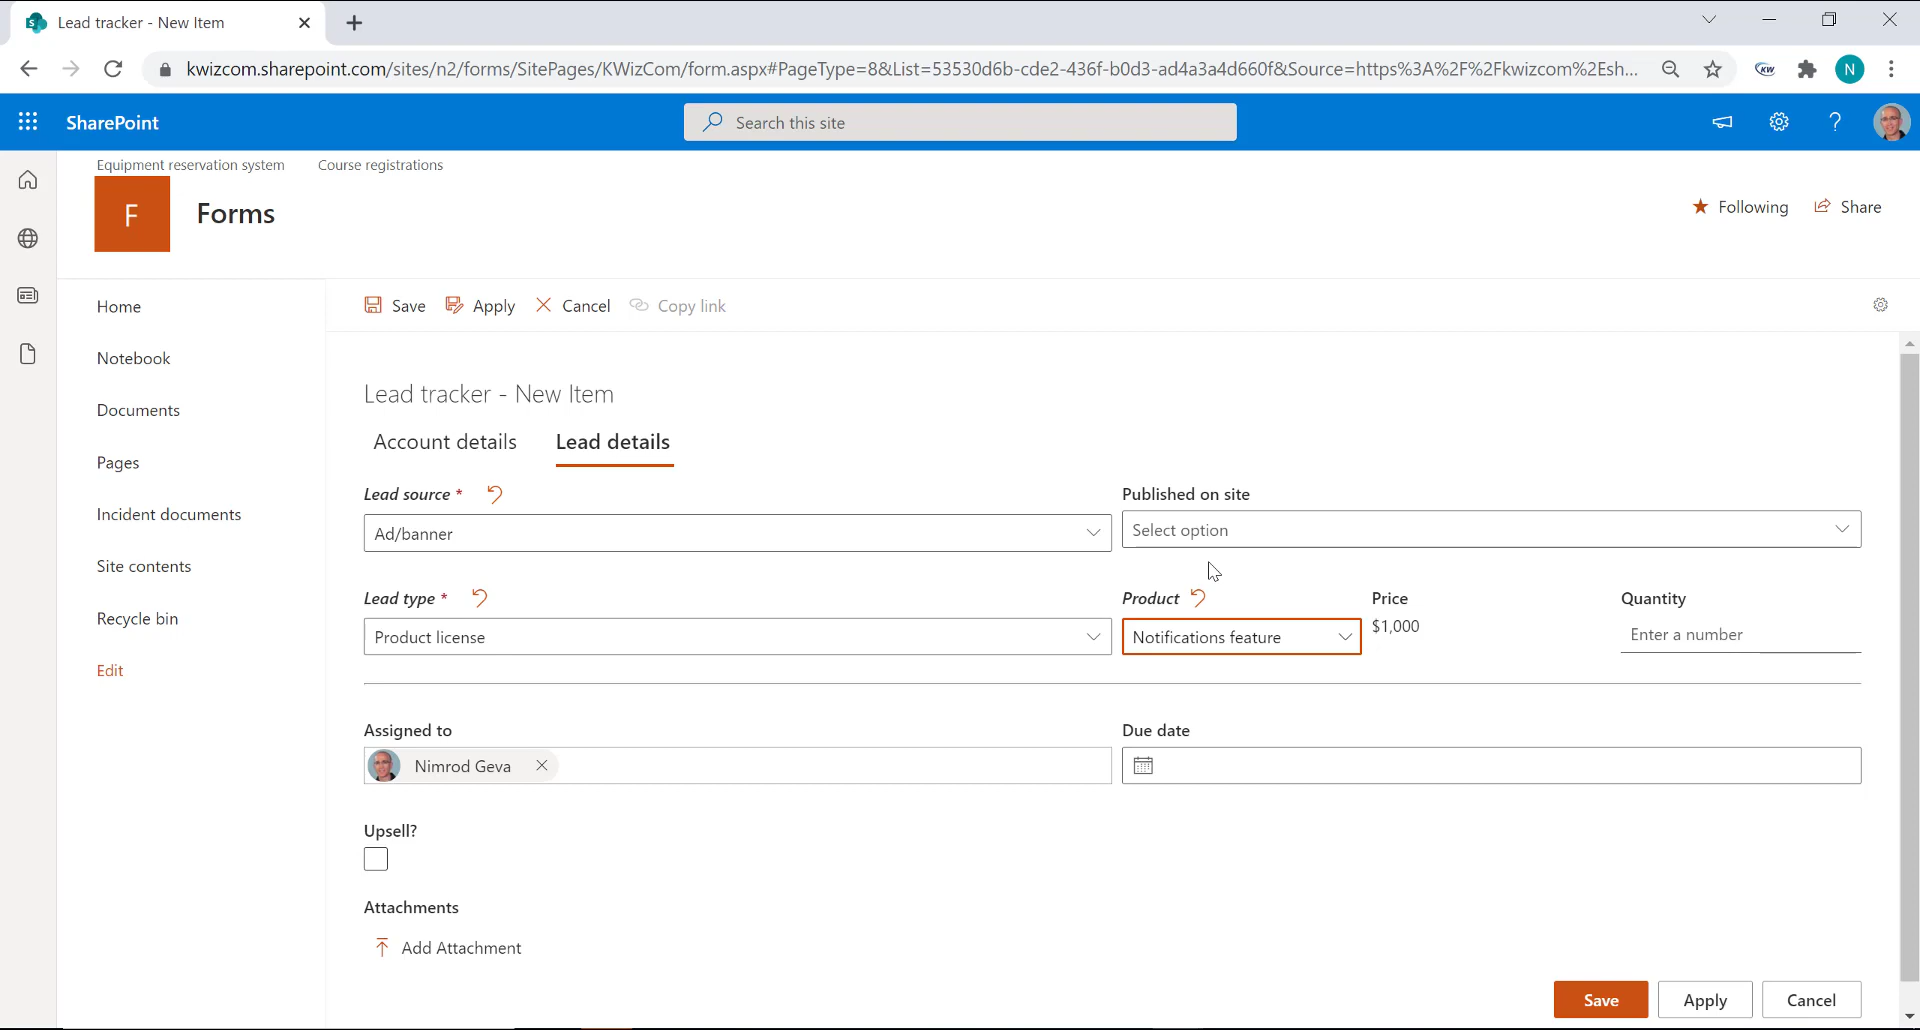 Lead tracker - New Item
kwizcom.sharepoint.com/sites/n2/forms/SitePages/KWizCom/form.aspx#PageType=8&List=53530d6b-cde2-436f-b0d3-ad4a3a4d660f&Source=https%3A%2F%2Fkwizcom%2Esh...
KW
N
SharePoint
Search this site
Equipment reservation system Course registrations
F
Forms
Following Share
Home
Notebook
Documents
Pages
Incident documents
Site contents
Recycle bin
Edit
Save Apply Cancel Copy link
Lead tracker - New Item
Account details Lead details
Lead source * Published on site
Ad/banner Select option
Lead type * Product Price Quantity
Product license Notifications feature $1,000 Enter a number
Assigned to Due date
Nimrod Geva
Upsell?
Attachments
Add Attachment
Save Apply Cancel